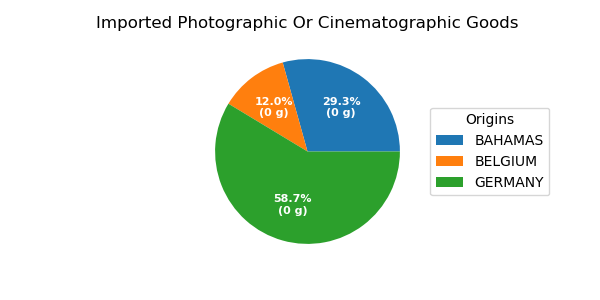 Imported Photographic Or Cinematographic Goods
29.3%
(0 g)
12.0%
(0 g)
58.7%
(0 g)
Origins
BAHAMAS
BELGIUM
GERMANY